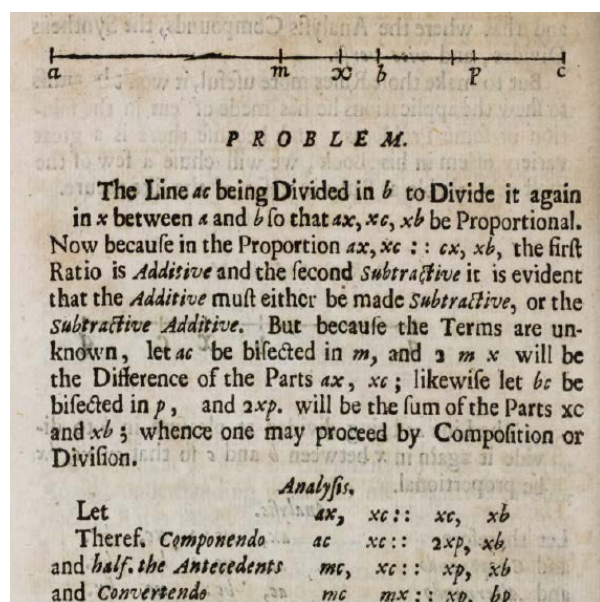 a m x b p c
PROBLEM.
The Line ac being Divided in b to Divide it again
in x between a and b ſo that ax, xc, xb be Proportional.
Now becauſe in the Proportion ax, xc :: cx, xb, the firſt
Ratio is Additive and the ſecond Subtractive it is evident
that the Additive muſt either be made Subtractive, or the
Subtractive Additive. But becauſe the Terms are un-
known, let ac be biſected in m, and 2 m x will be
the Difference of the Parts ax, xc; likewiſe let bc be
biſected in p, and 2xp. will be the ſum of the Parts xc
and xb; whence one may proceed by Compoſition or
Diviſion.
Analyſis.
Let ax, xc :: xc, xb
Theref. Componendo ac xc :: 2xp, xb
and half. the Antecedents mc, xc :: xp, xb
and Convertendo mc mx :: xp, bp